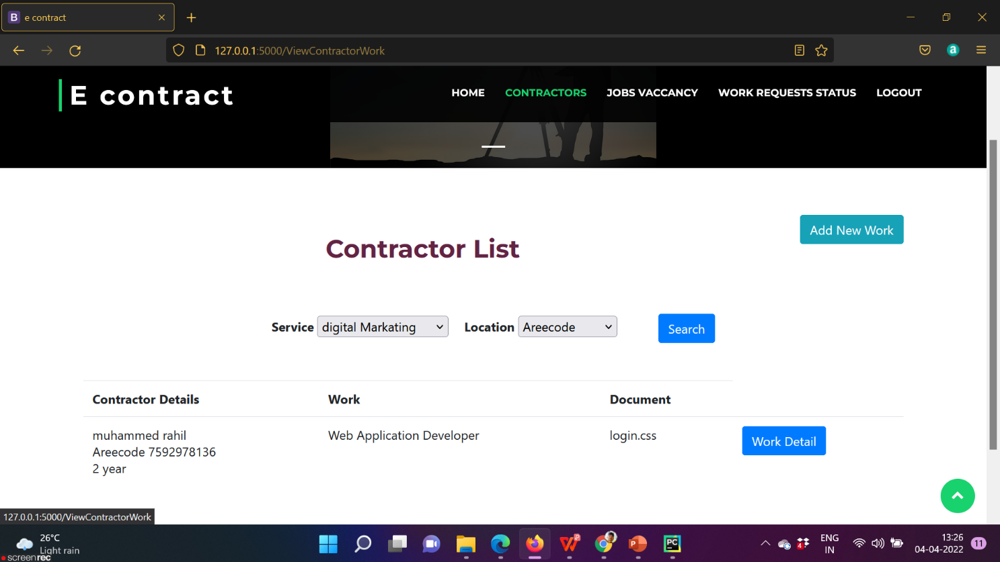 B e contract
127.0.0.1:5000/ViewContractorWork
a
E contract
HOME CONTRACTORS JOBS VACCANCY WORK REQUESTS STATUS LOGOUT
Add New Work
Contractor List
Service digital Markating Location Areecode Search
Contractor Details Work Document
muhammed rahil Web Application Developer login.css Work Detail
Areecode 7592978136
2 year
127.0.0.1:5000/ViewContractorWork
26°C
Light rain
screenrec
W P PC
4
ENG
IN
13:26
04-04-2022
11